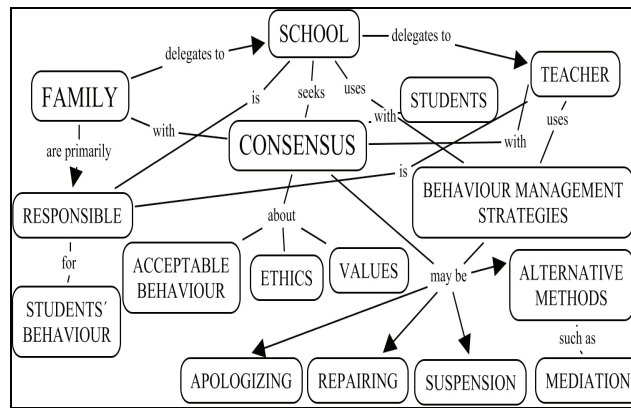 SCHOOL
delegates to
delegates to
FAMILY
TEACHER
is
seeks
uses
STUDENTS
with
with
CONSENSUS
with
uses
are primarily
is
RESPONSIBLE
BEHAVIOUR MANAGEMENT
STRATEGIES
about
for
ACCEPTABLE
BEHAVIOUR
ETHICS
VALUES
may be
ALTERNATIVE
METHODS
STUDENTS´
BEHAVIOUR
such as
APOLOGIZING
REPAIRING
SUSPENSION
MEDIATION